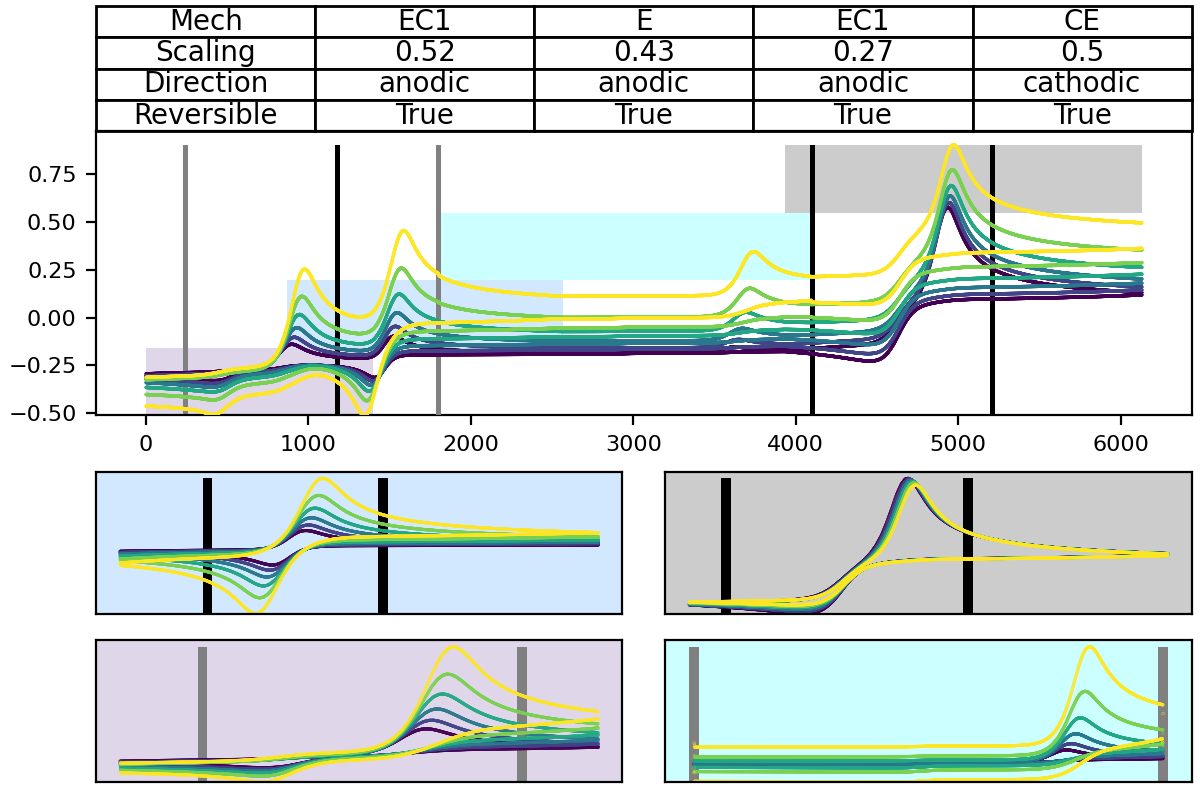 Mech EC1 E EC1 CE
Scaling 0.52 0.43 0.27 0.5
Direction anodic anodic anodic cathodic
Reversible True True True True
0.75
0.50
0.25
0.00
−0.25
−0.50
0 1000 2000 3000 4000 5000 6000